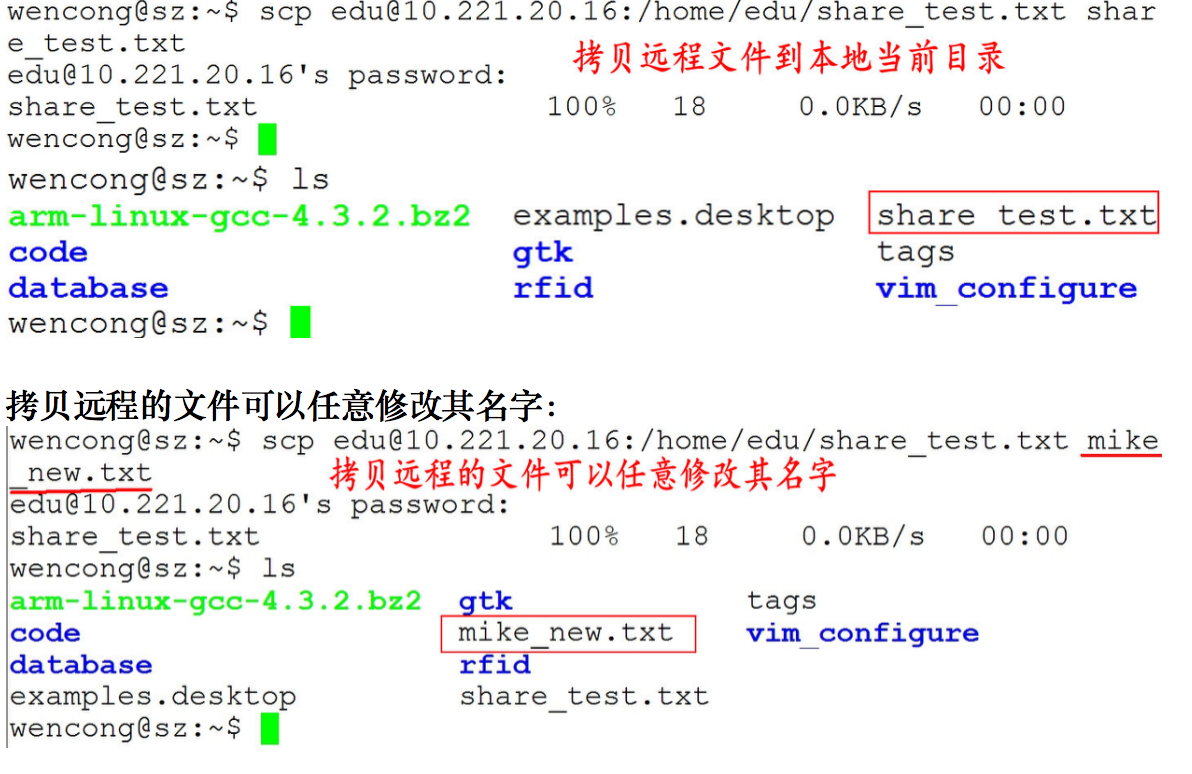 wencong@sz:~$ scp edu@10.221.20.16:/home/edu/share_test.txt shar
e_test.txt
拷贝远程文件到本地当前目录
edu@10.221.20.16's password:
share_test.txt 100% 18 0.0KB/s 00:00
wencong@sz:~$
wencong@sz:~$ ls
arm-linux-gcc-4.3.2.bz2 examples.desktop share_test.txt
code gtk tags
database rfid vim_configure
wencong@sz:~$
拷贝远程的文件可以任意修改其名字：
wencong@sz:~$ scp edu@10.221.20.16:/home/edu/share_test.txt mike
_new.txt 拷贝远程的文件可以任意修改其名字
edu@10.221.20.16's password:
share_test.txt 100% 18 0.0KB/s 00:00
wencong@sz:~$ ls
arm-linux-gcc-4.3.2.bz2 gtk tags
code mike_new.txt vim_configure
database rfid
examples.desktop share_test.txt
wencong@sz:~$